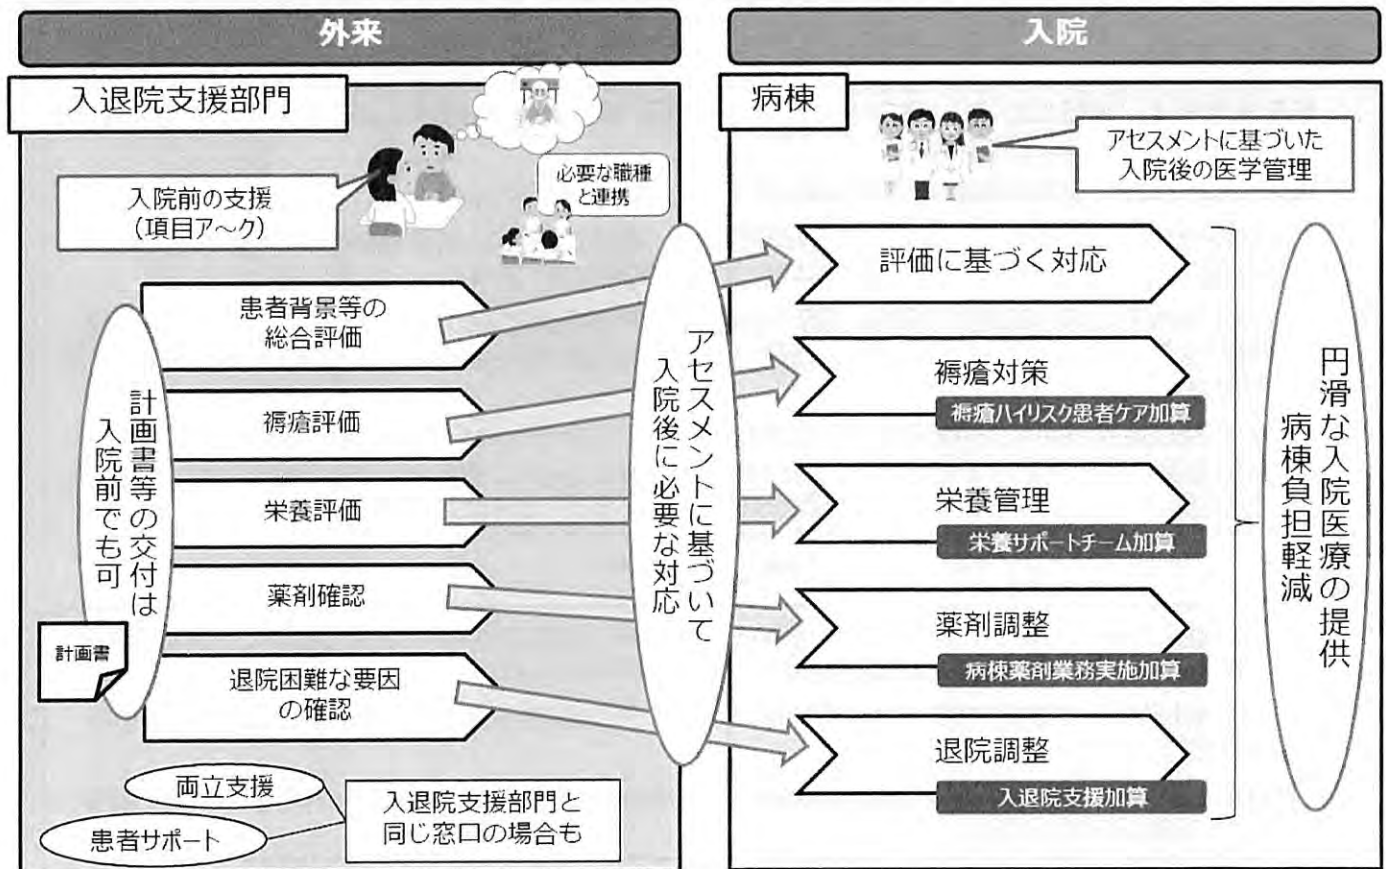 外来
入退院支援部門
入院前の支援
(項目ア～ク)
必要な職種
と連携
計画書等の交付は
入院前でも可
計画書
患者背景等の
総合評価
褥瘡評価
栄養評価
薬剤確認
退院困難な要因
の確認
両立支援
患者サポート
入退院支援部門と
同じ窓口の場合も
アセスメントに基づいて
入院後に必要な対応
入院
病棟
アセスメントに基づいた
入院後の医学管理
評価に基づく対応
褥瘡対策
褥瘡ハイリスク患者ケア加算
栄養管理
栄養サポートチーム加算
薬剤調整
病棟薬剤業務実施加算
退院調整
入退院支援加算
円滑な入院医療の提供
病棟負担軽減